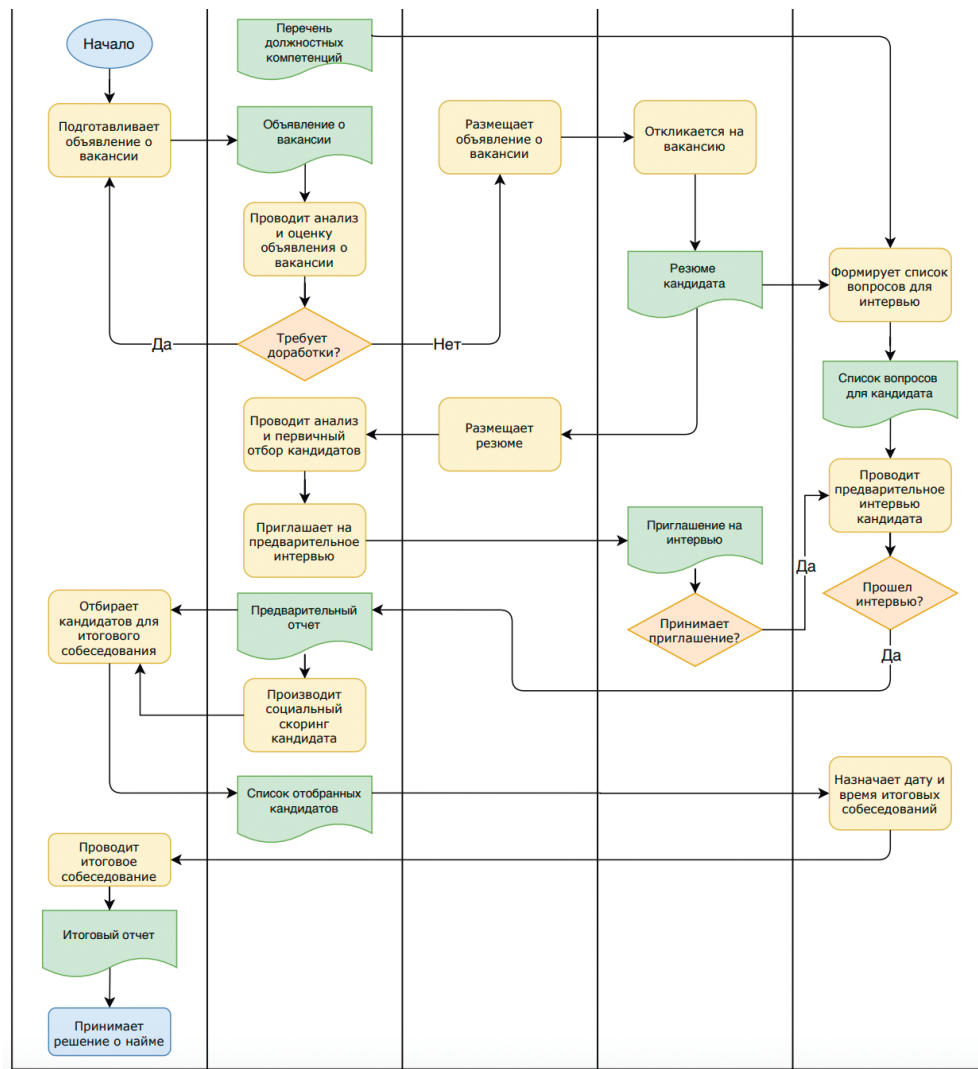 Начало
Перечень
должностных
компетенций
Подготавливает
объявление о
вакансии
Объявление о
вакансии
Размещает
объявление о
вакансии
Откликается на
вакансию
Проводит анализ
и оценку
объявления о
вакансии
Резюме
кандидата
Формирует список
вопросов для
интервью
Да
Требует
доработки?
Нет
Список вопросов
для кандидата
Проводит анализ
и первичный
отбор кандидатов
Размещает
резюме
Проводит
предварительное
интервью
кандидата
Приглашает на
предварительное
интервью
Приглашение на
интервью
Да
Отбирает
кандидатов для
итогового
собеседования
Предварительный
отчет
Принимает
приглашение?
Прошел
интервью?
Да
Производит
социальный
скоринг
кандидата
Список отобранных
кандидатов
Назначает дату и
время итоговых
собеседований
Проводит
итоговое
собеседование
Итоговый отчет
Принимает
решение о найме